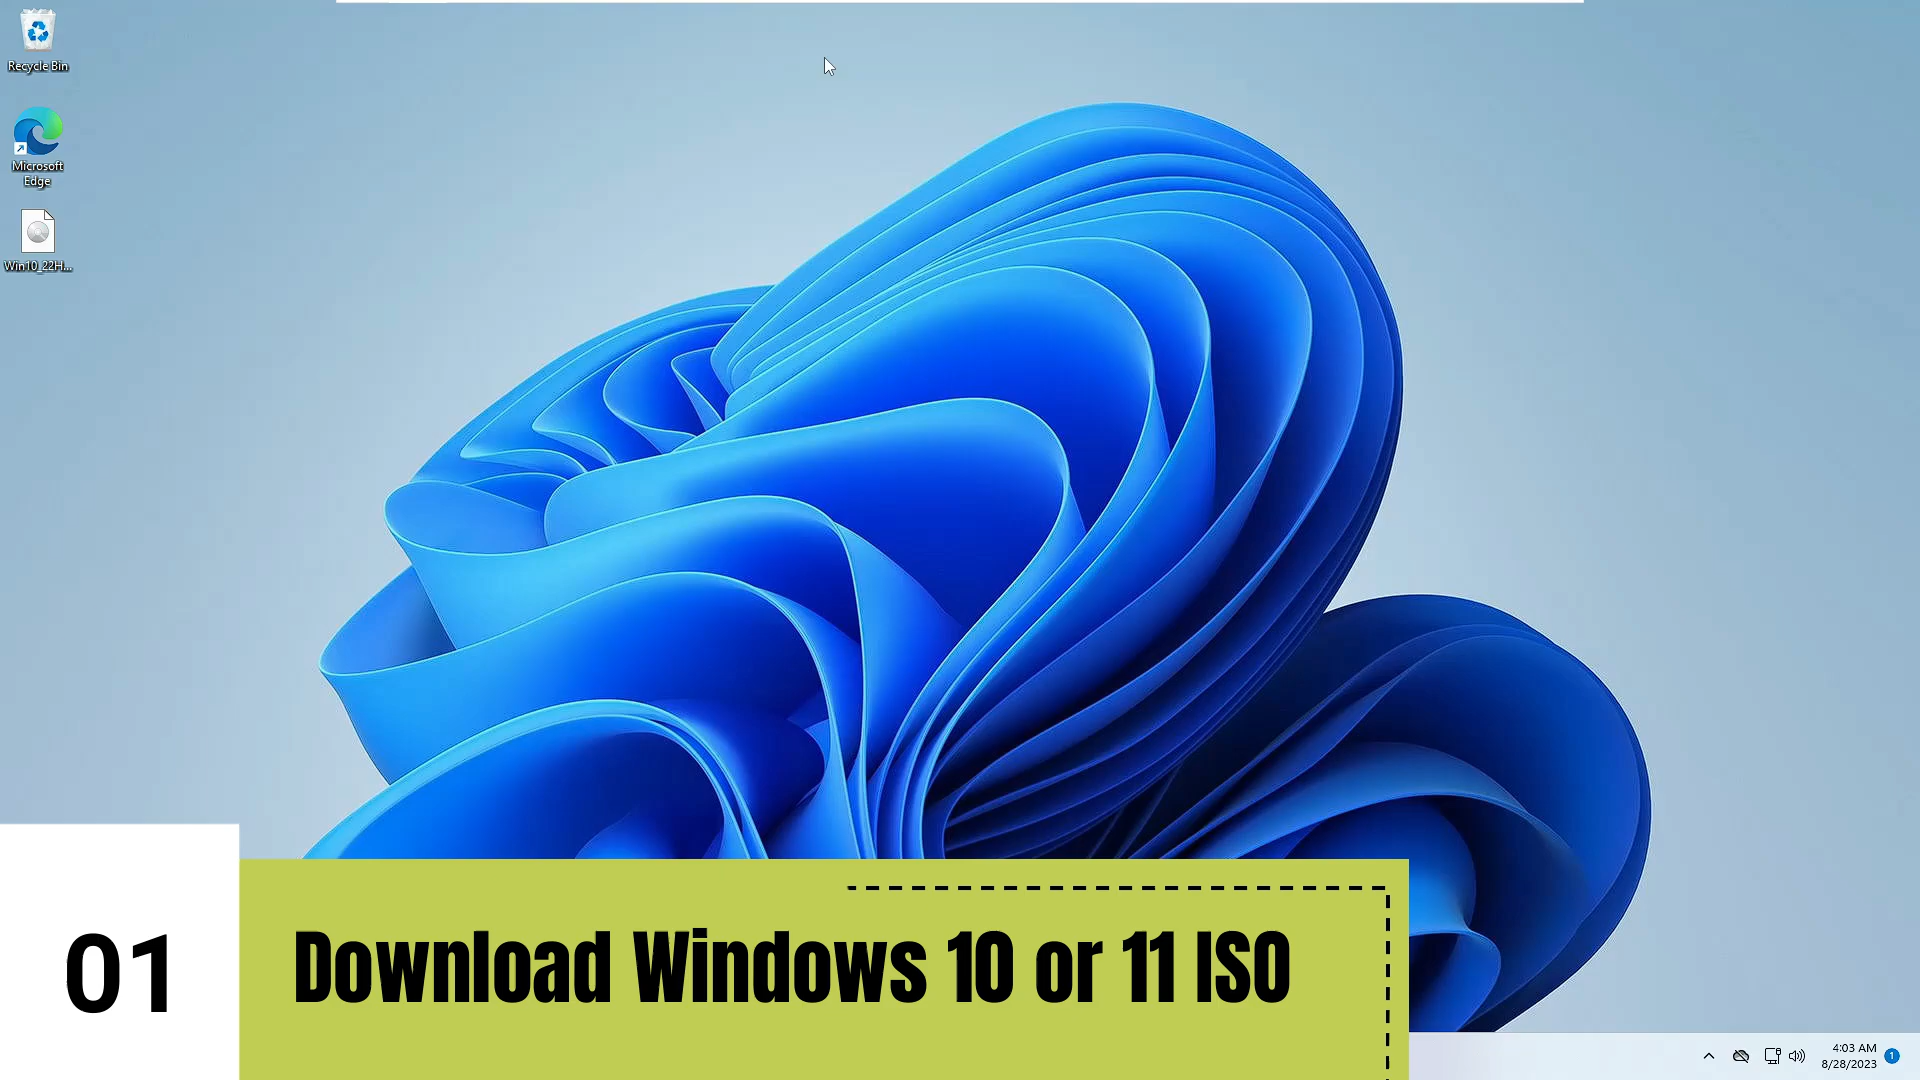 Recycle Bin
Microsoft
Edge
Win10_22H...
01
Download Windows 10 or 11 ISO
4:03 AM
8/28/2023
1